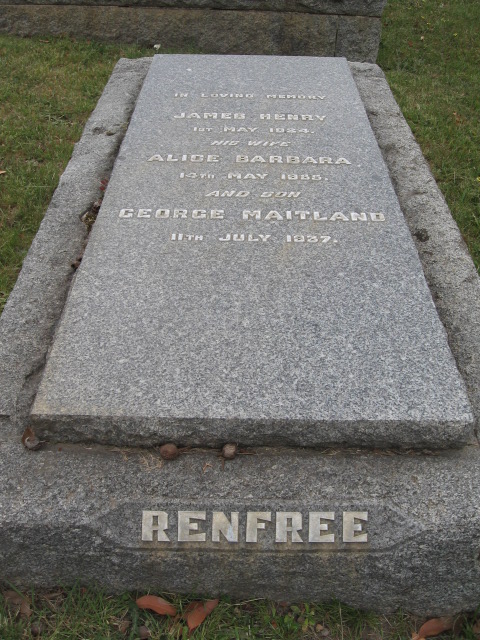 IN LOVING MEMORY
JAMES HENRY
1ST MAY 1924.
HIS WIFE
ALICE BARBARA
14TH MAY 1955.
AND SON
GEORGE MAITLAND
11TH JULY 1937.
RENFREE